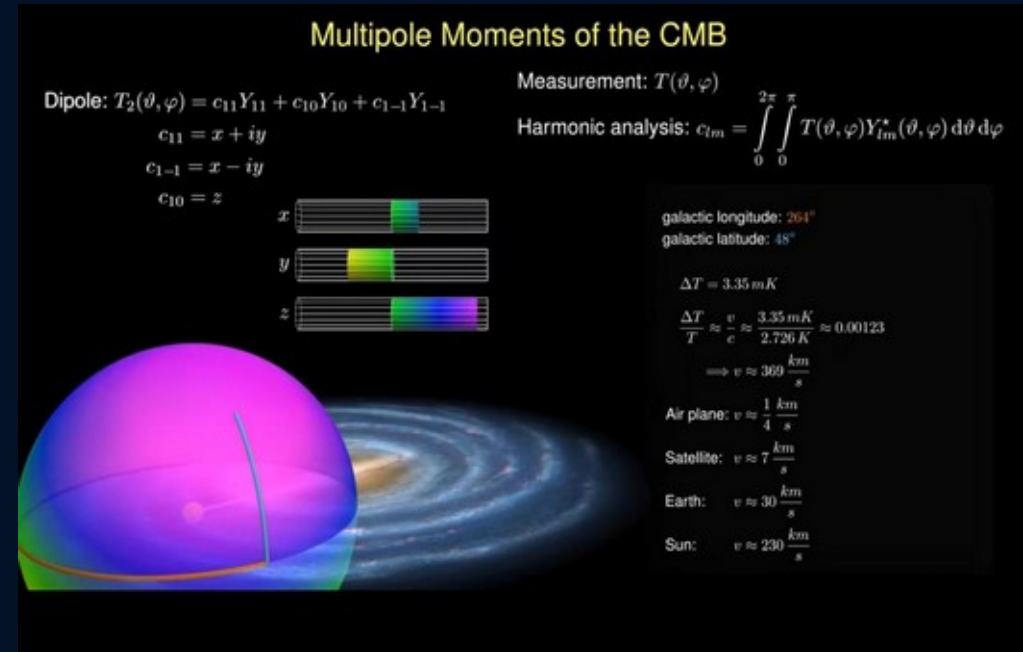 Multipole Moments of the CMB
Dipole: T₂(ϑ, φ) = c₁₁Y₁₁ + c₁₀Y₁₀ + c₁₋₁Y₁₋₁
c₁₁ = x + iy
c₁₋₁ = x − iy
c₁₀ = z
x
y
z
Measurement: T(ϑ, φ)
Harmonic analysis: cₗₘ = ∫₀^2π ∫₀^π T(ϑ, φ)Y*ₗₘ(ϑ, φ) dϑ dφ
galactic longitude: 264°
galactic latitude: 48°
ΔT = 3.35 mK
ΔT/T ≈ v/c ≈ 3.35 mK/2.726 K ≈ 0.00123
⟹ v ≈ 369 km/s
Air plane: v ≈ 1/4 km/s
Satellite: v ≈ 7 km/s
Earth: v ≈ 30 km/s
Sun: v ≈ 230 km/s